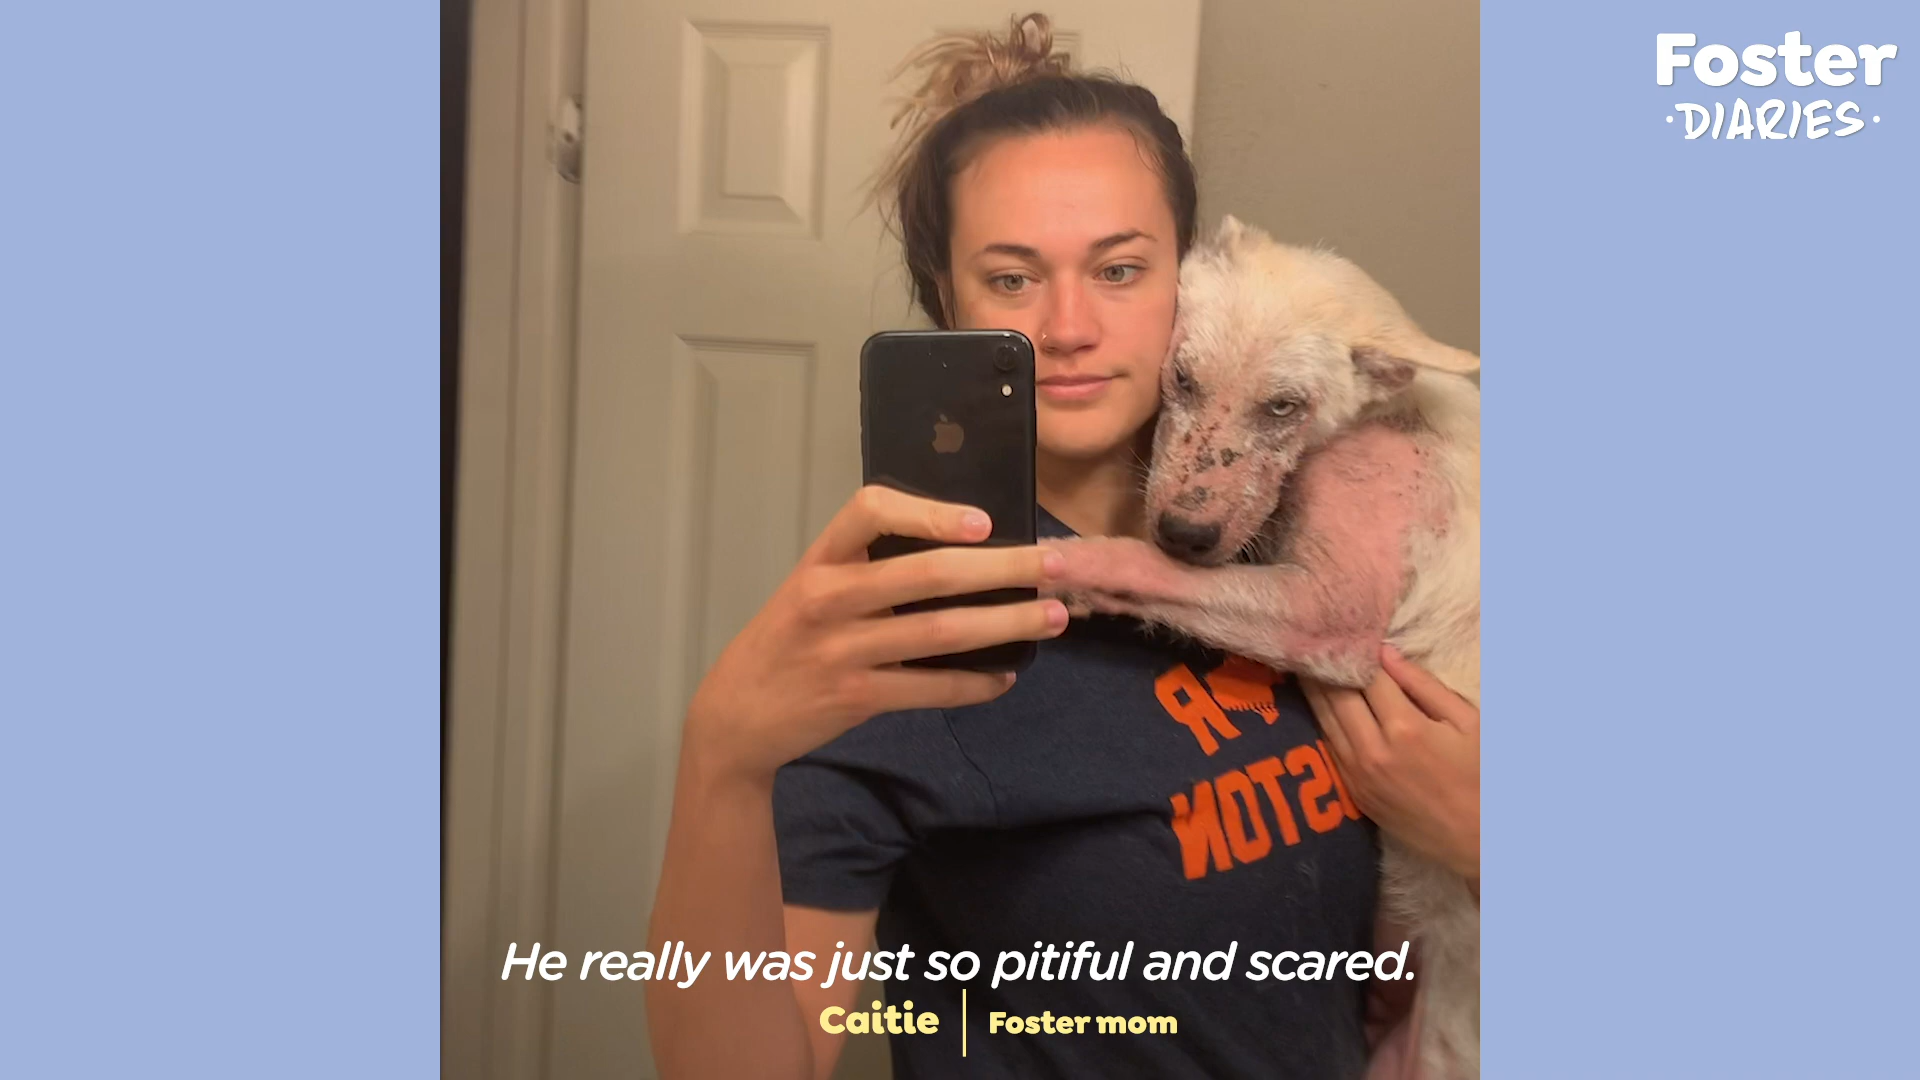 Foster
·DIARIES·
He really was just so pitiful and scared.
Caitie | Foster mom